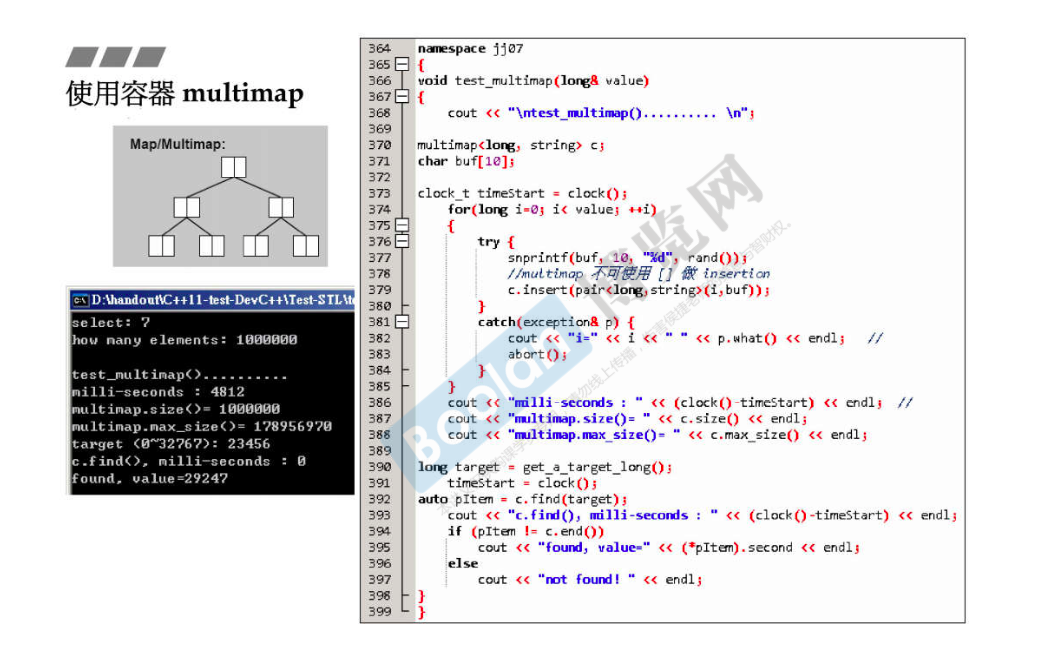 使用容器 multimap
Map/Multimap:
D:\handout\C++11-test-DevC++\Test-STL\t
select: 7
how many elements: 1000000
test_multimap()..........
milli-seconds : 4812
multimap.size()= 1000000
multimap.max_size()= 178956970
target (0~32767): 23456
c.find(), milli-seconds : 0
found, value=29247
364 namespace jj07
365 {
366 void test_multimap(long& value)
367 {
368 cout << "\ntest_multimap().......... \n";
369
370 multimap<long, string> c;
371 char buf[10];
372
373 clock_t timeStart = clock();
374 for(long i=0; i< value; ++i)
375 {
376 try {
377 snprintf(buf, 10, "%d", rand());
378 //multimap 不可使用 [] 做 insertion
379 c.insert(pair<long,string>(i,buf));
380 }
381 catch(exception& p) {
382 cout << "i=" << i << " " << p.what() << endl; //
383 abort();
384 }
385 }
386 cout << "milli-seconds : " << (clock()-timeStart) << endl; //
387 cout << "multimap.size()= " << c.size() << endl;
388 cout << "multimap.max_size()= " << c.max_size() << endl;
389
390 long target = get_a_target_long();
391 timeStart = clock();
392 auto pItem = c.find(target);
393 cout << "c.find(), milli-seconds : " << (clock()-timeStart) << endl;
394 if (pItem != c.end())
395 cout << "found, value=" << (*pItem).second << endl;
396 else
397 cout << "not found! " << endl;
398 }
399 }
Boolan 博览网